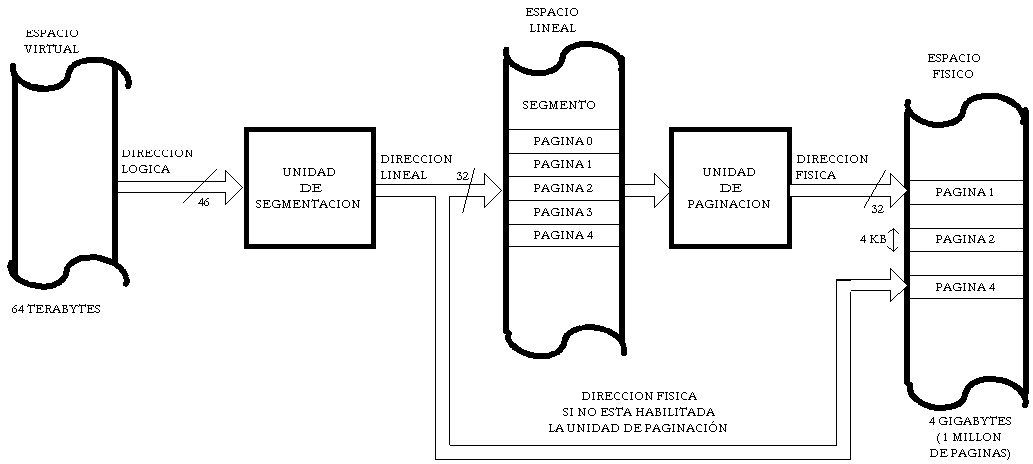 ESPACIO
VIRTUAL
DIRECCION
LOGICA
46
64 TERABYTES
UNIDAD
DE
SEGMENTACION
DIRECCION
LINEAL
32
ESPACIO
LINEAL
SEGMENTO
PAGINA 0
PAGINA 1
PAGINA 2
PAGINA 3
PAGINA 4
UNIDAD
DE
PAGINACION
DIRECCION
FISICA
32
ESPACIO
FISICO
PAGINA 1
4 KB
PAGINA 2
PAGINA 4
DIRECCION FISICA
SI NO ESTA HABILITADA
LA UNIDAD DE PAGINACIÓN
4 GIGABYTES
( 1 MILLON
DE PAGINAS)